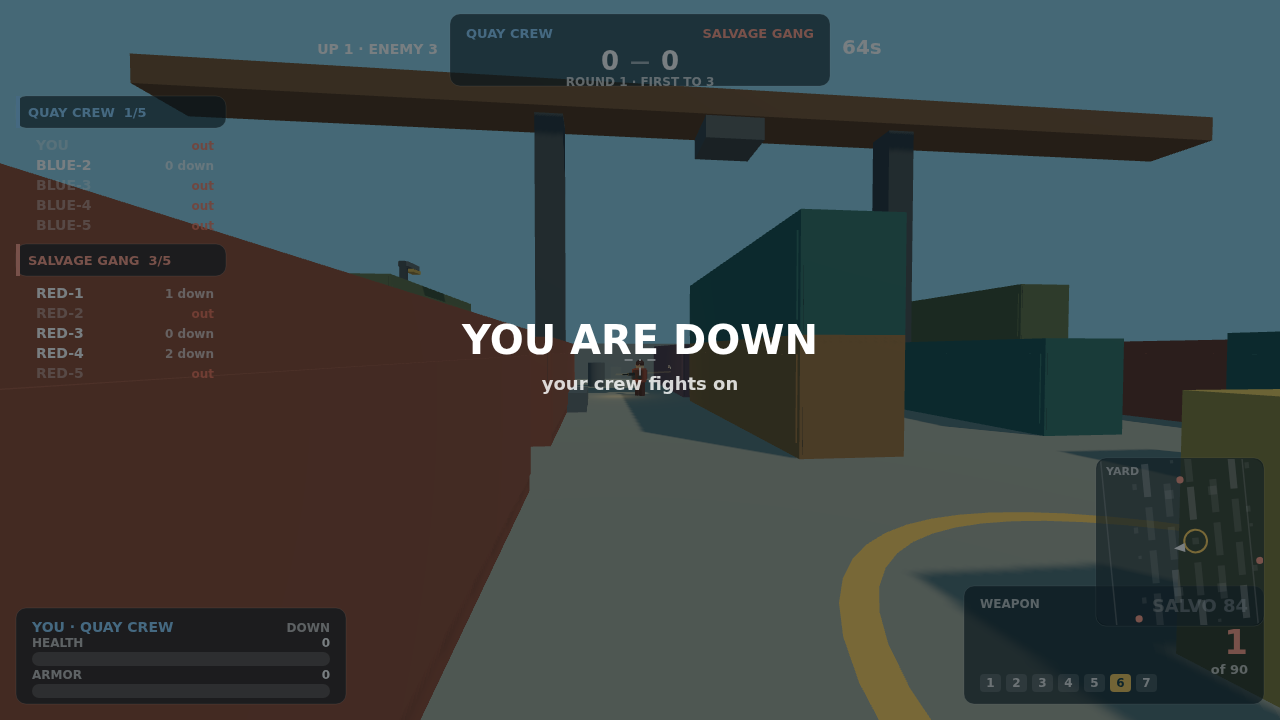 QUAY CREW SALVAGE GANG
UP 1 · ENEMY 3 0 — 0 64s
ROUND 1 · FIRST TO 3
QUAY CREW 1/5
YOU out
BLUE-2 0 down
BLUE-3 out
BLUE-4 out
BLUE-5 out
SALVAGE GANG 3/5
RED-1 1 down
RED-2 out
RED-3 0 down
RED-4 2 down
RED-5 out
YOU ARE DOWN
your crew fights on
YARD
YOU · QUAY CREW DOWN
HEALTH 0
ARMOR 0
WEAPON SALVO 84
1
of 90
1 2 3 4 5 6 7